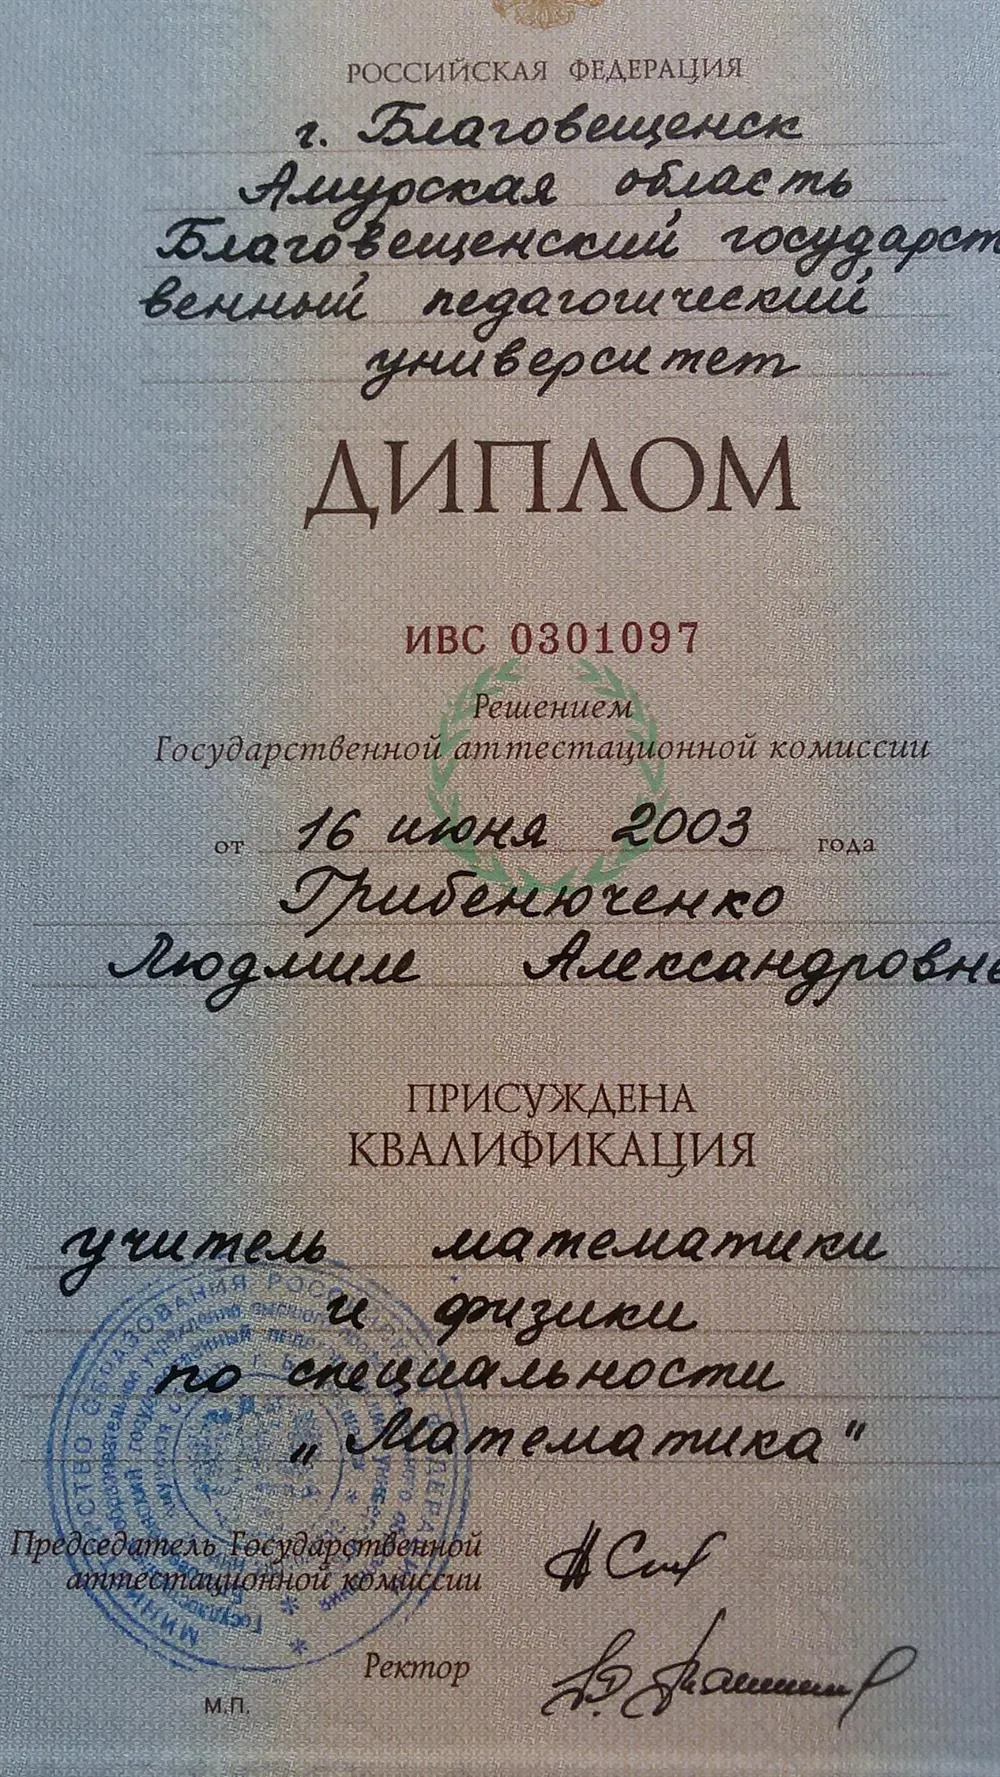 РОССИЙСКАЯ ФЕДЕРАЦИЯ
г. Благовещенск
Амурская область
Благовещенский государст
венный педагогический
университет
ДИПЛОМ
ИВС 0301097
Решением
Государственной аттестационной комиссии
от 16 июня 2003 года
Грибенюченко
Людмиле Александровне
ПРИСУЖДЕНА
КВАЛИФИКАЦИЯ
учитель математики
и физики
по специальности
„Математика"
Председатель Государственной
аттестационной комиссии
Ректор
М.П.